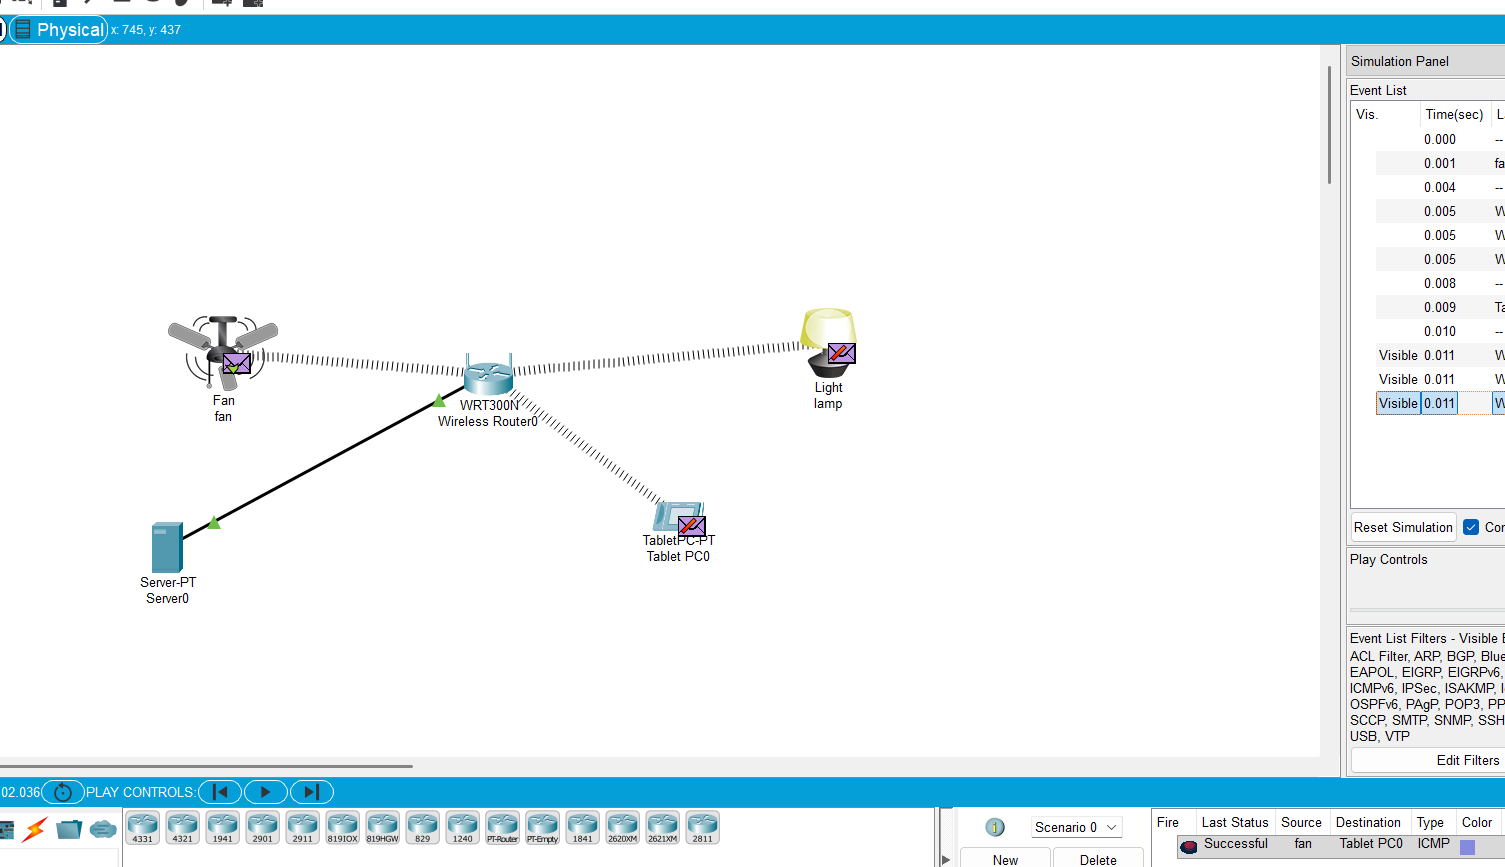 Physical x: 745, y: 437
Simulation Panel
Event List
Vis. Time(sec)
0.000 --
0.001 fa
0.004 --
0.005 W
0.005 W
0.005 W
0.008 --
0.009 Ta
0.010 --
Visible 0.011 W
Visible 0.011 W
Visible 0.011 W
Fan
fan
WRT300N
Wireless Router0
Light
lamp
Server-PT
Server0
TabletPC-PT
Tablet PC0
Reset Simulation
Play Controls
Event List Filters - Visible E
ACL Filter, ARP, BGP, Blue
EAPOL, EIGRP, EIGRPv6,
ICMPv6, IPSec, ISAKMP, I
OSPFv6, PAgP, POP3, PP
SCCP, SMTP, SNMP, SSH
USB, VTP
Edit Filters
02.036 PLAY CONTROLS:
4331 4321 1941 2901 2911 819IOX 819HGW 829 1240 PT-Router PT-Empty 1841 2620XM 2621XM 2811
Scenario 0
New Delete
Fire Last Status Source Destination Type Color
Successful fan Tablet PC0 ICMP